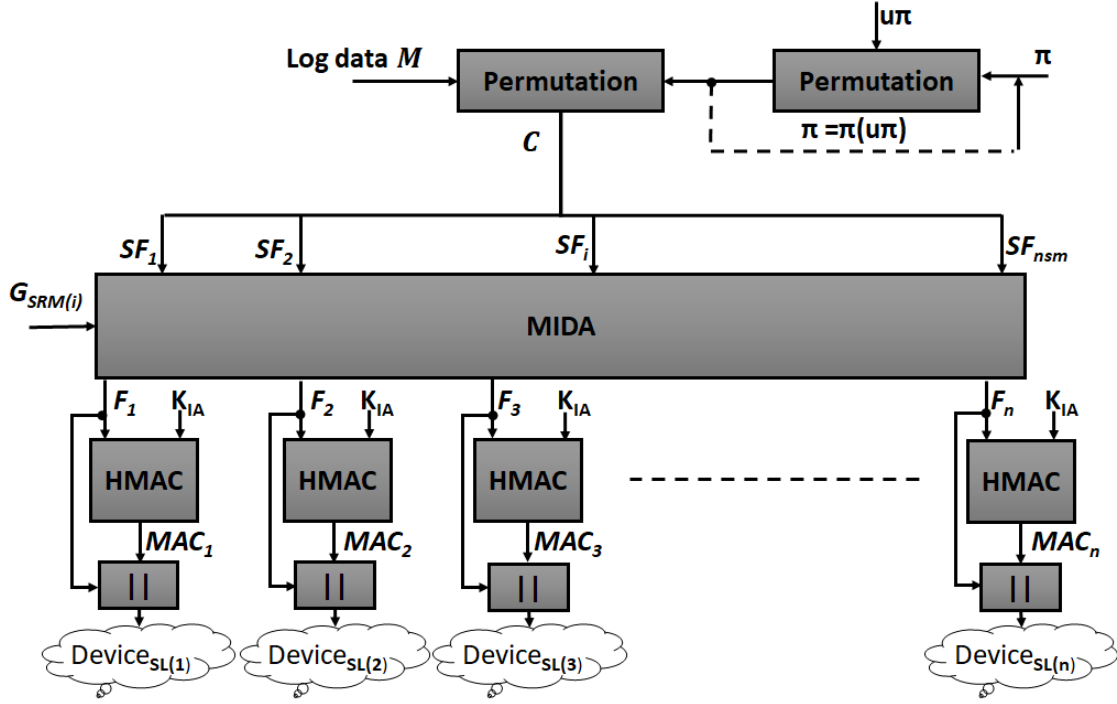 uπ
Log data M
Permutation
Permutation
π
π =π(uπ)
C
SF1
SF2
SFi
SFnsm
GSRM(i)
MIDA
F1
KIA
F2
KIA
F3
KIA
Fn
KIA
HMAC
HMAC
HMAC
HMAC
MAC1
MAC2
MAC3
MACn
||
||
||
||
DeviceSL(1)
DeviceSL(2)
DeviceSL(3)
DeviceSL(n)